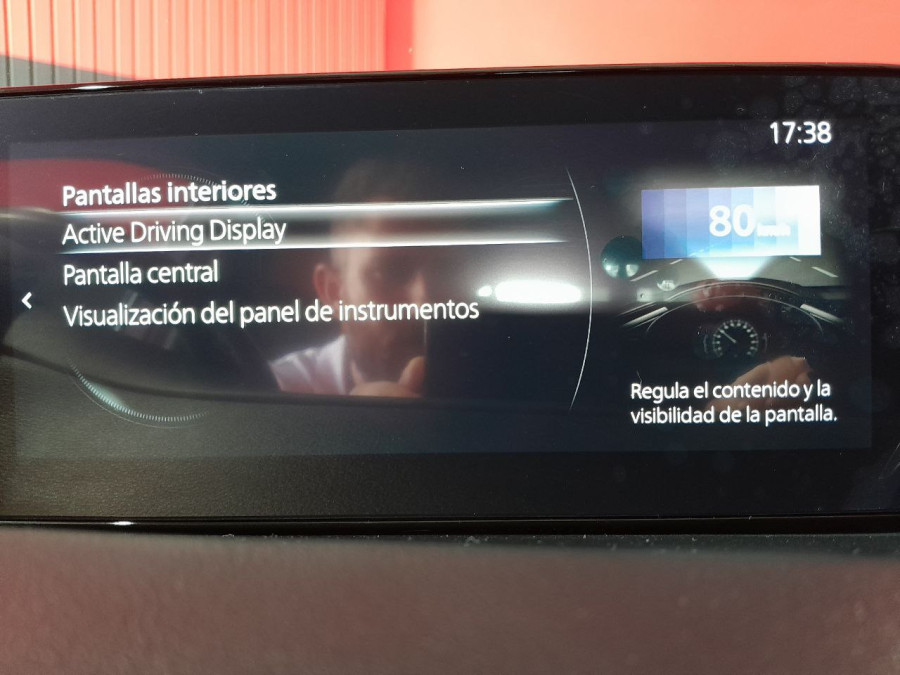 17:38
Pantallas interiores
Active Driving Display
Pantalla central
Visualización del panel de instrumentos
80 km/h
Regula el contenido y la
visibilidad de la pantalla.